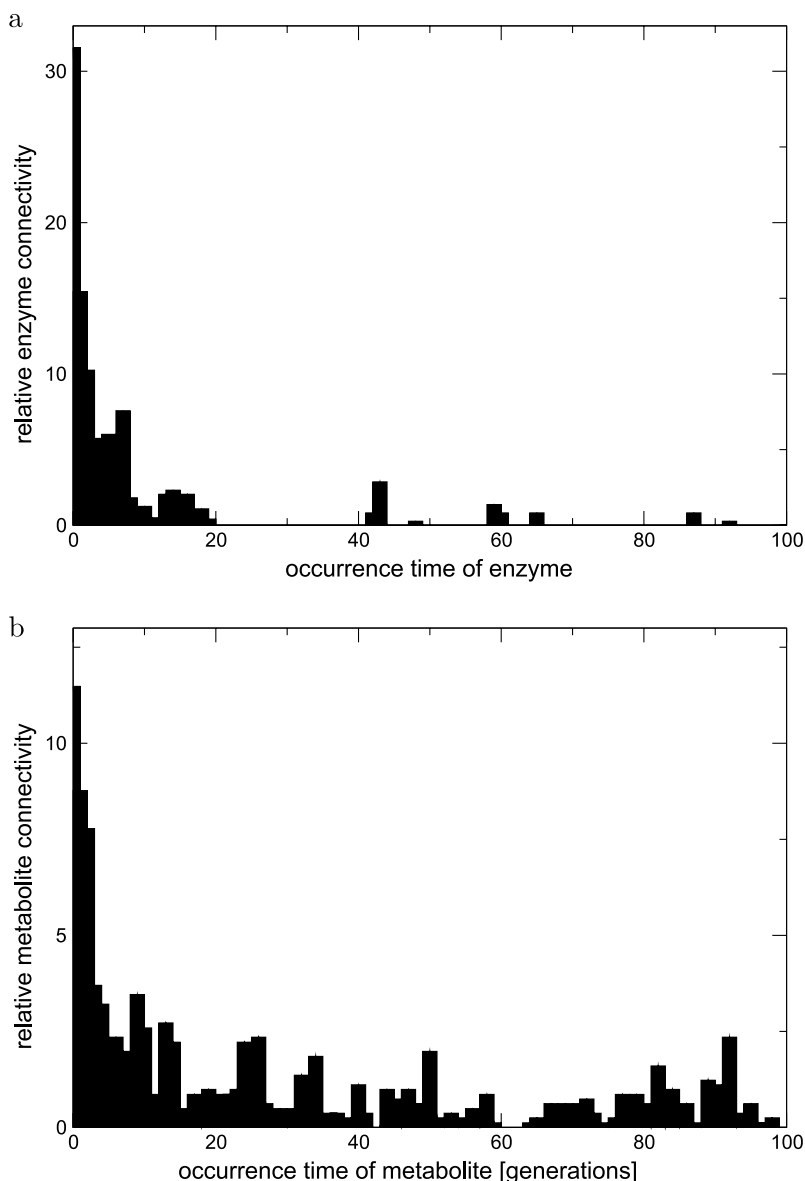 a
30
20
10
0
relative enzyme connectivity
0 20 40 60 80 100
occurrence time of enzyme
b
10
5
0
relative metabolite connectivity
0 20 40 60 80 100
occurrence time of metabolite [generations]